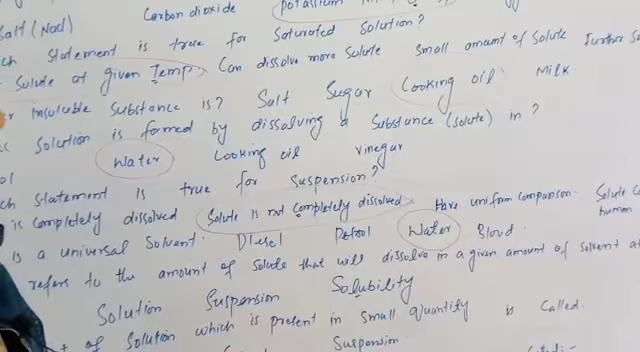 Salt (Nacl) Carbon dioxide potassium
ch statement is true for Saturated Solution?
Solute at given Temp. Can dissolve more Solute Small amount of Solute Further
Insoluble Substance is? Salt Sugar Cooking oil Milk
Solution is formed by dissolving a Substance (solute) in?
Water Cooking oil Vinegar
ch statement is true for Suspension?
is completely dissolved Solute is not completely dissolved. Have uniform comparison. Solute
is a universal Solvent. Diesel Petrol Water Blood. human
refers to the amount of Solute that will dissolve in a given amount of Solvent at
Solution Suspension Solubility
of Solution which is present in small quantity is Called.
Suspension